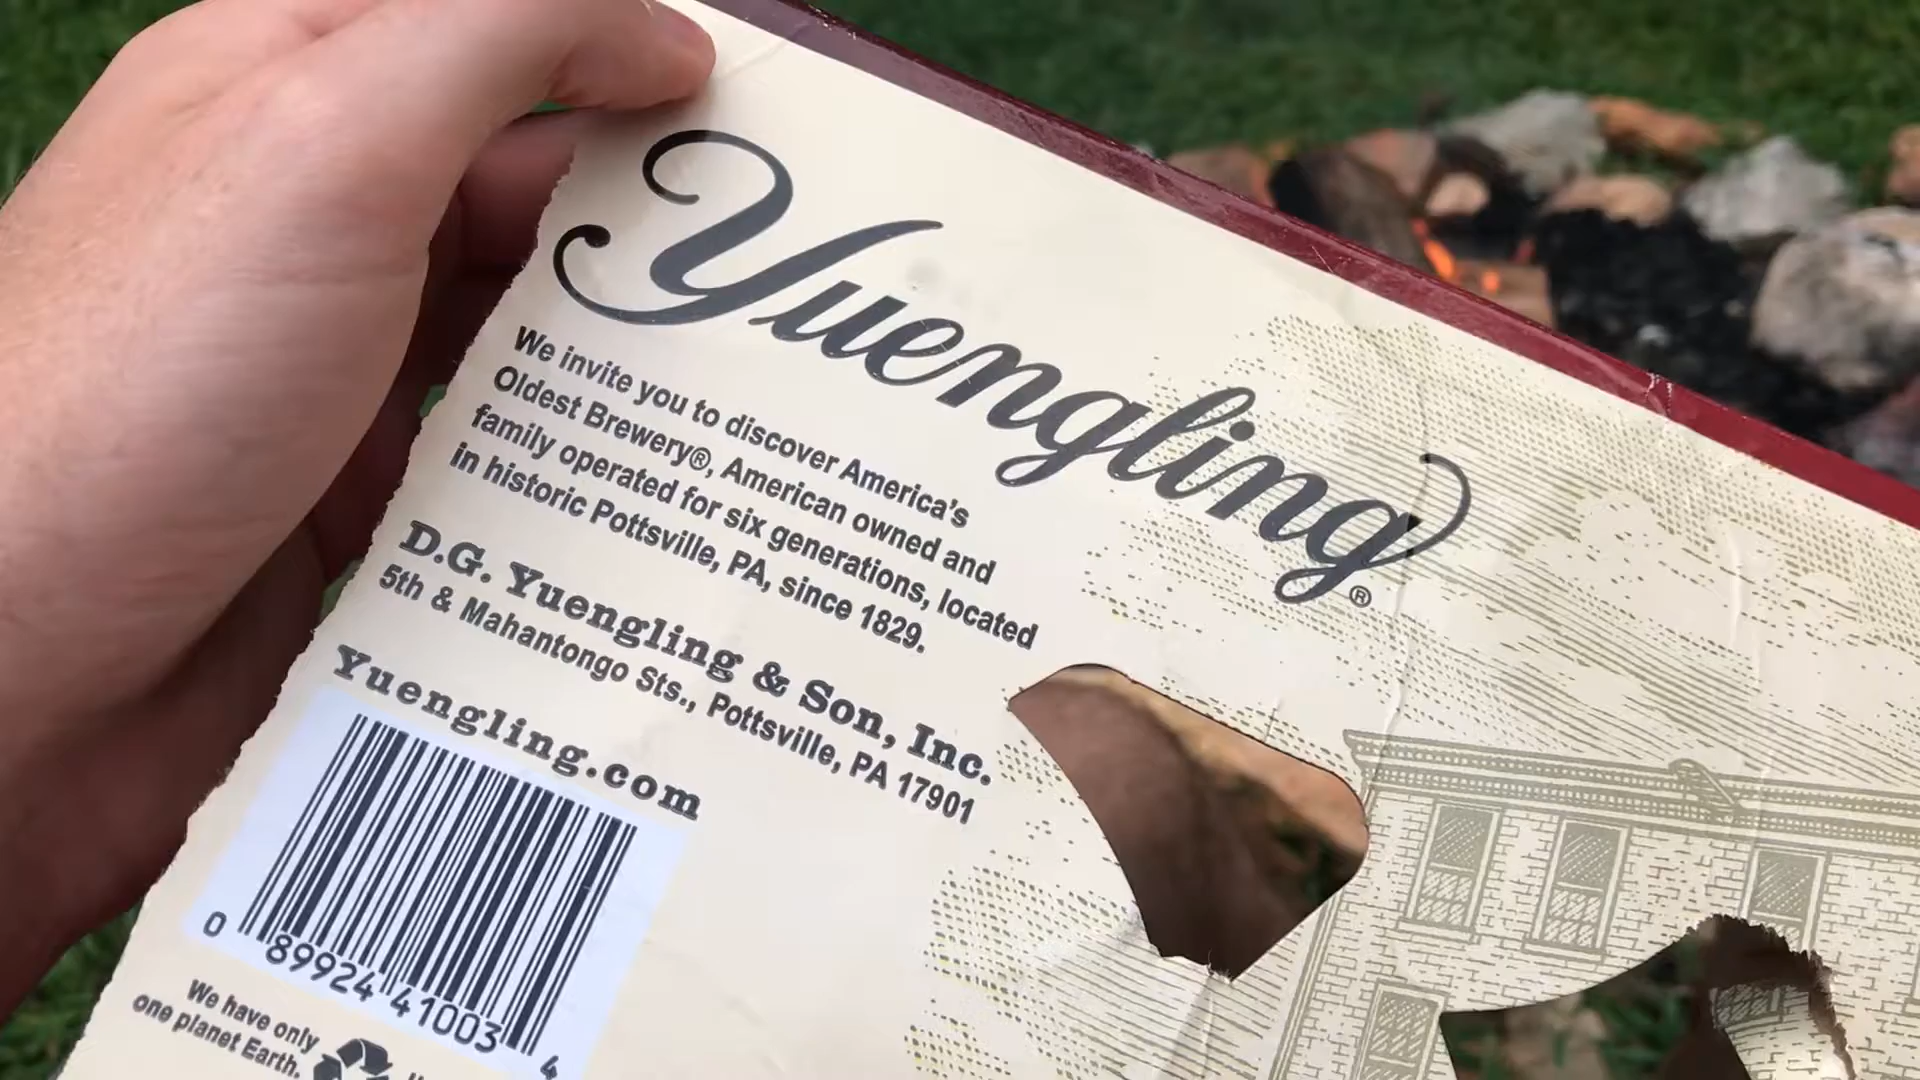 Yuengling®
We invite you to discover America's
Oldest Brewery®, American owned and
family operated for six generations, located
in historic Pottsville, PA, since 1829.
D.G. Yuengling & Son, Inc.
5th & Mahantongo Sts., Pottsville, PA 17901
Yuengling.com
0 89924 41003 4
We have only
one planet Earth.